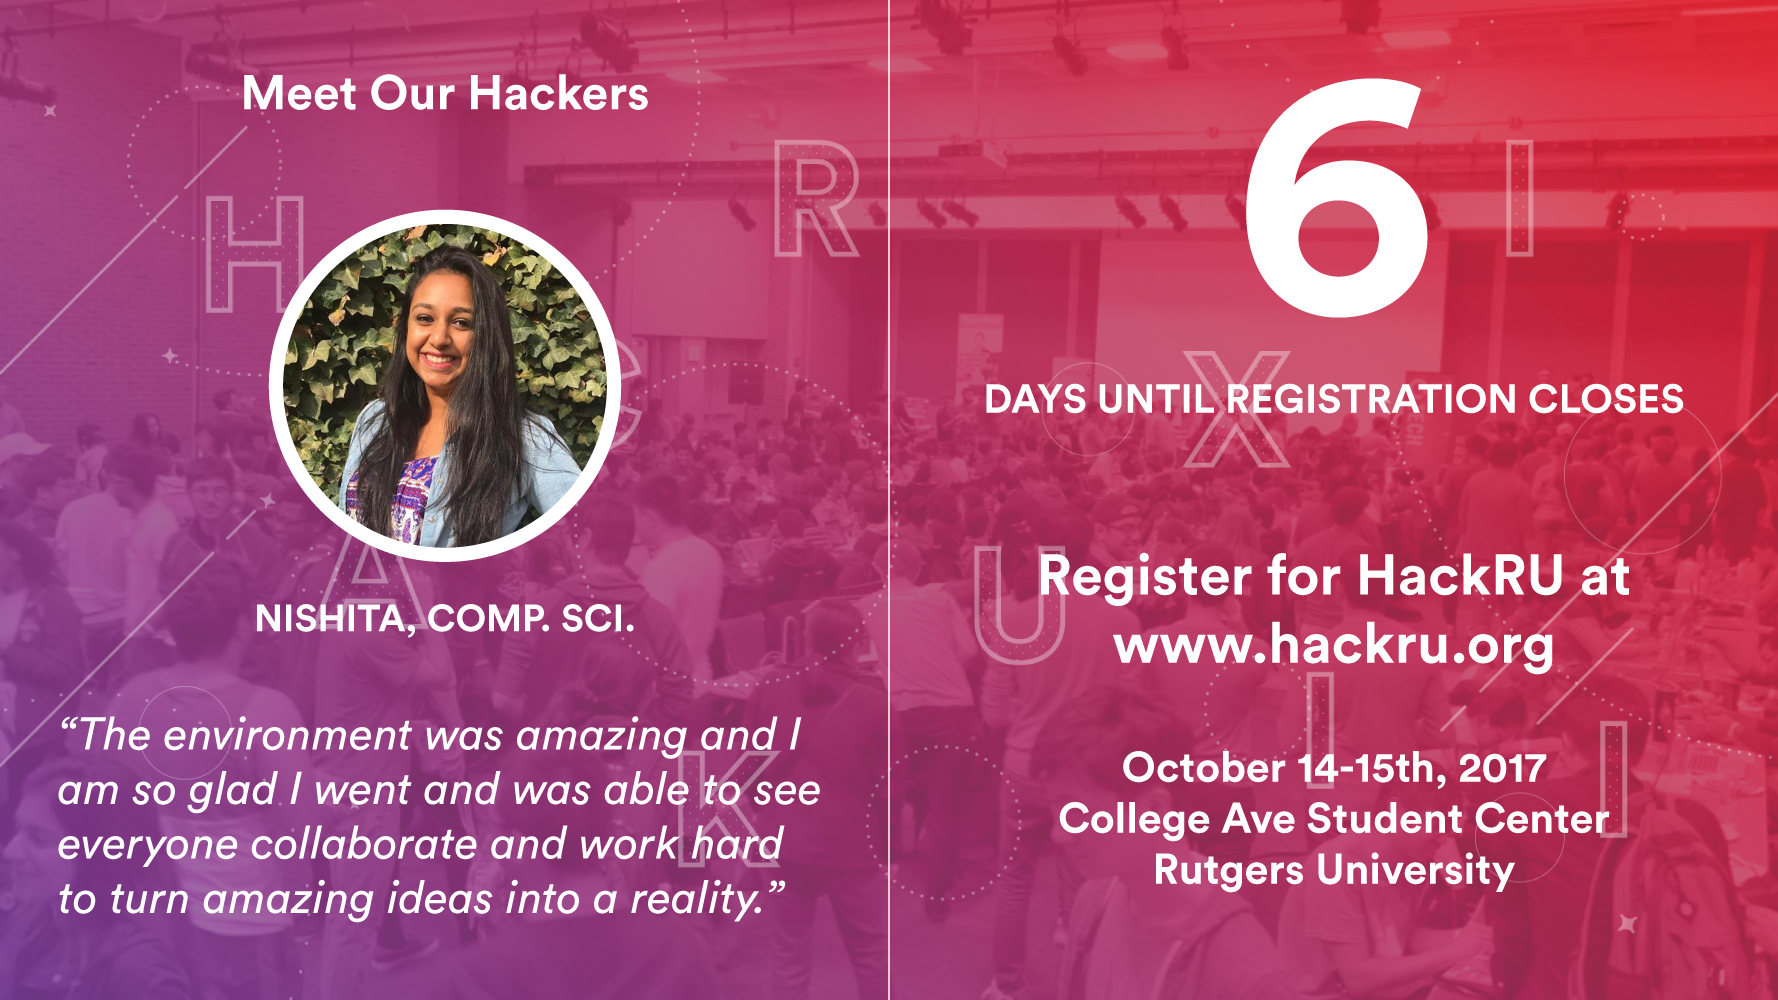 Meet Our Hackers
NISHITA, COMP. SCI.
“The environment was amazing and I
am so glad I went and was able to see
everyone collaborate and work hard
to turn amazing ideas into a reality.”
6
DAYS UNTIL REGISTRATION CLOSES
Register for HackRU at
www.hackru.org
October 14-15th, 2017
College Ave Student Center
Rutgers University
H
A
C
K
R
U
X
I
I
I